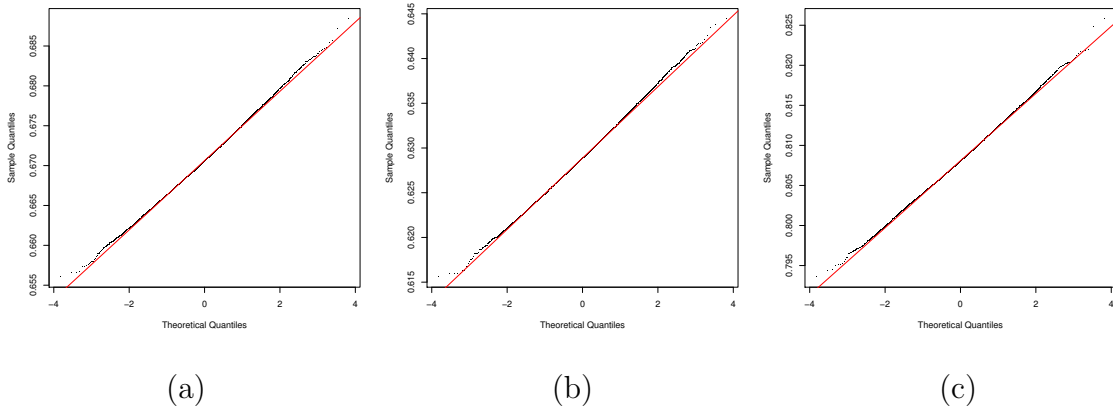 0.655 0.660 0.665 0.670 0.675 0.680 0.685
Sample Quantiles
−4 −2 0 2 4
Theoretical Quantiles
(a)
0.615 0.620 0.625 0.630 0.635 0.640 0.645
Sample Quantiles
−4 −2 0 2 4
Theoretical Quantiles
(b)
0.795 0.800 0.805 0.810 0.815 0.820 0.825
Sample Quantiles
−4 −2 0 2 4
Theoretical Quantiles
(c)